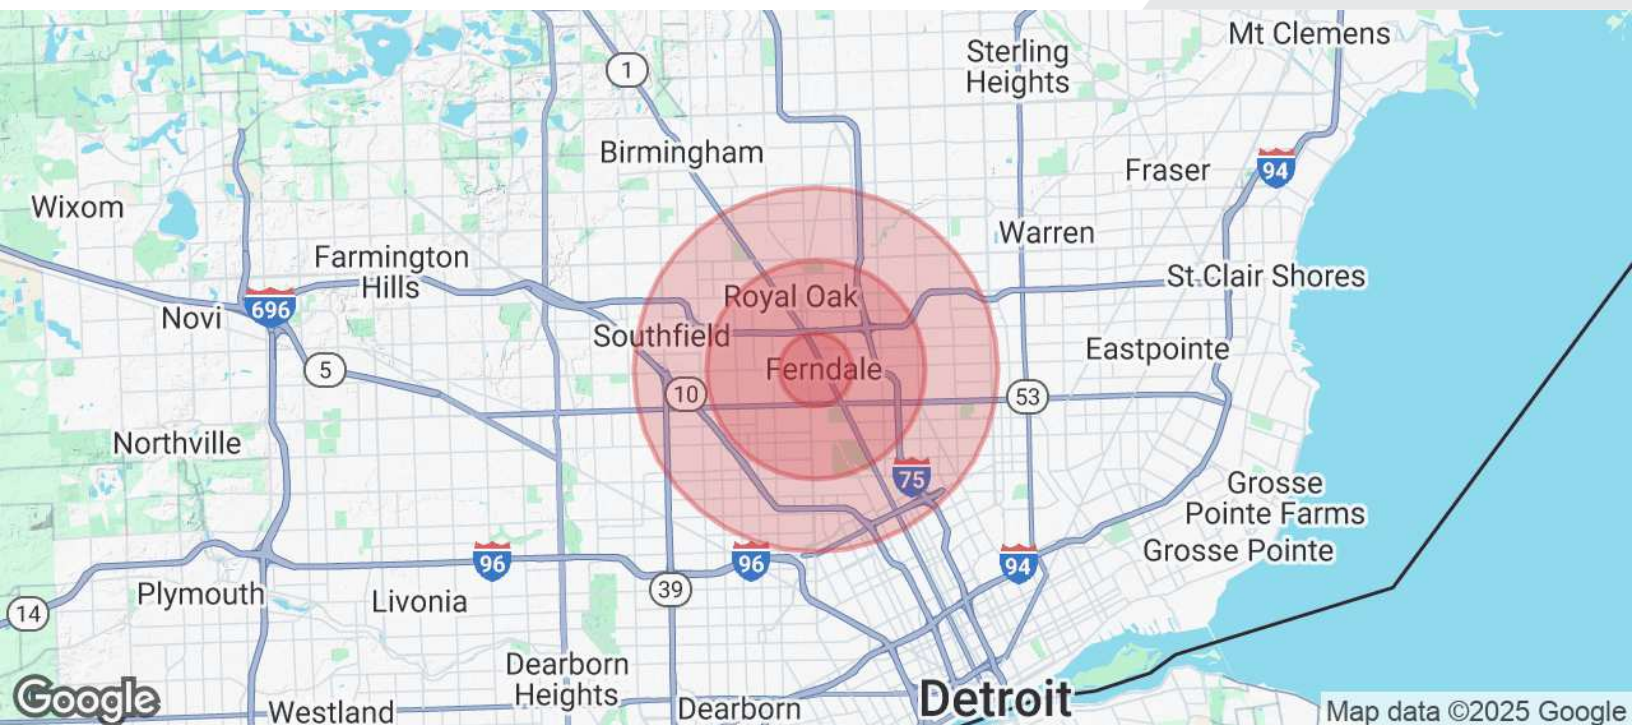 Mt Clemens
Sterling
Heights
1
Birmingham
Fraser
94
Wixom
Warren
Farmington
Hills
St Clair Shores
Royal Oak
696
Novi
Southfield
Eastpointe
5
Ferndale
10
53
Northville
75
Grosse
Pointe Farms
Grosse Pointe
96
96
94
39
Plymouth
Livonia
14
Dearborn
Heights
Detroit
Google
Westland
Dearborn
Map data ©2025 Google